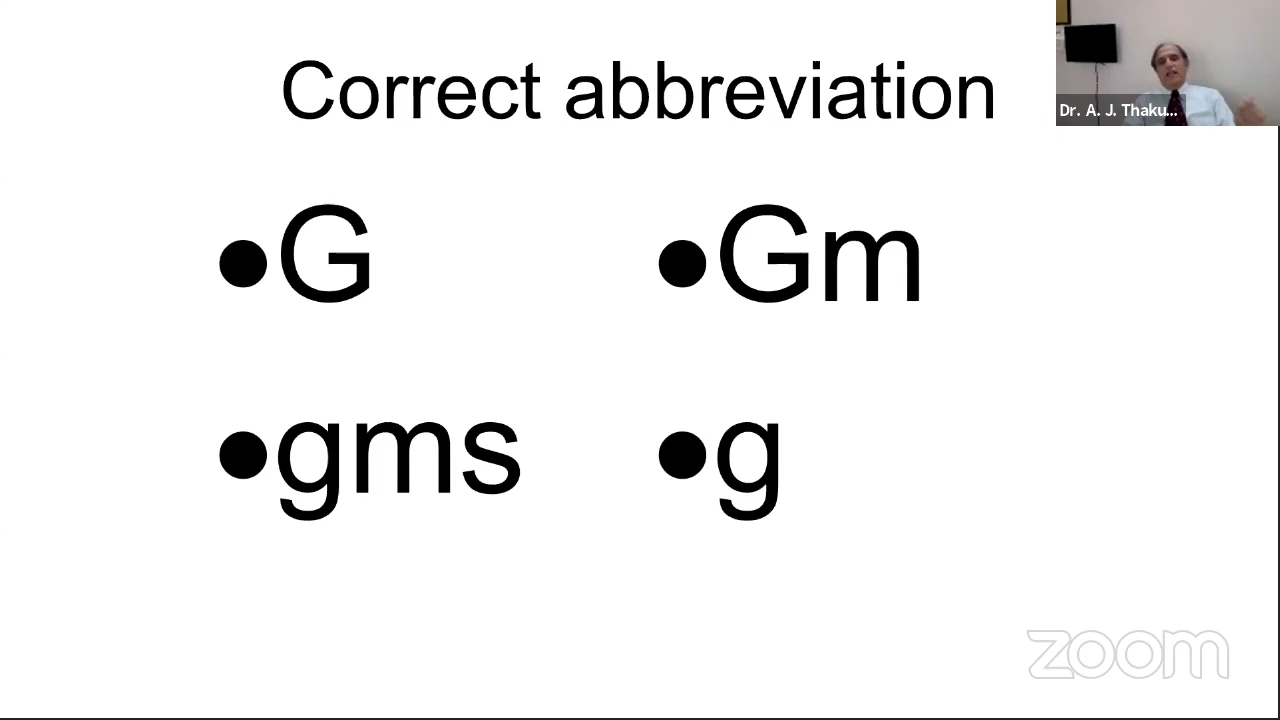 Correct abbreviation
Dr. A. J. Thaku...
•G
•Gm
•gms
•g
zoom